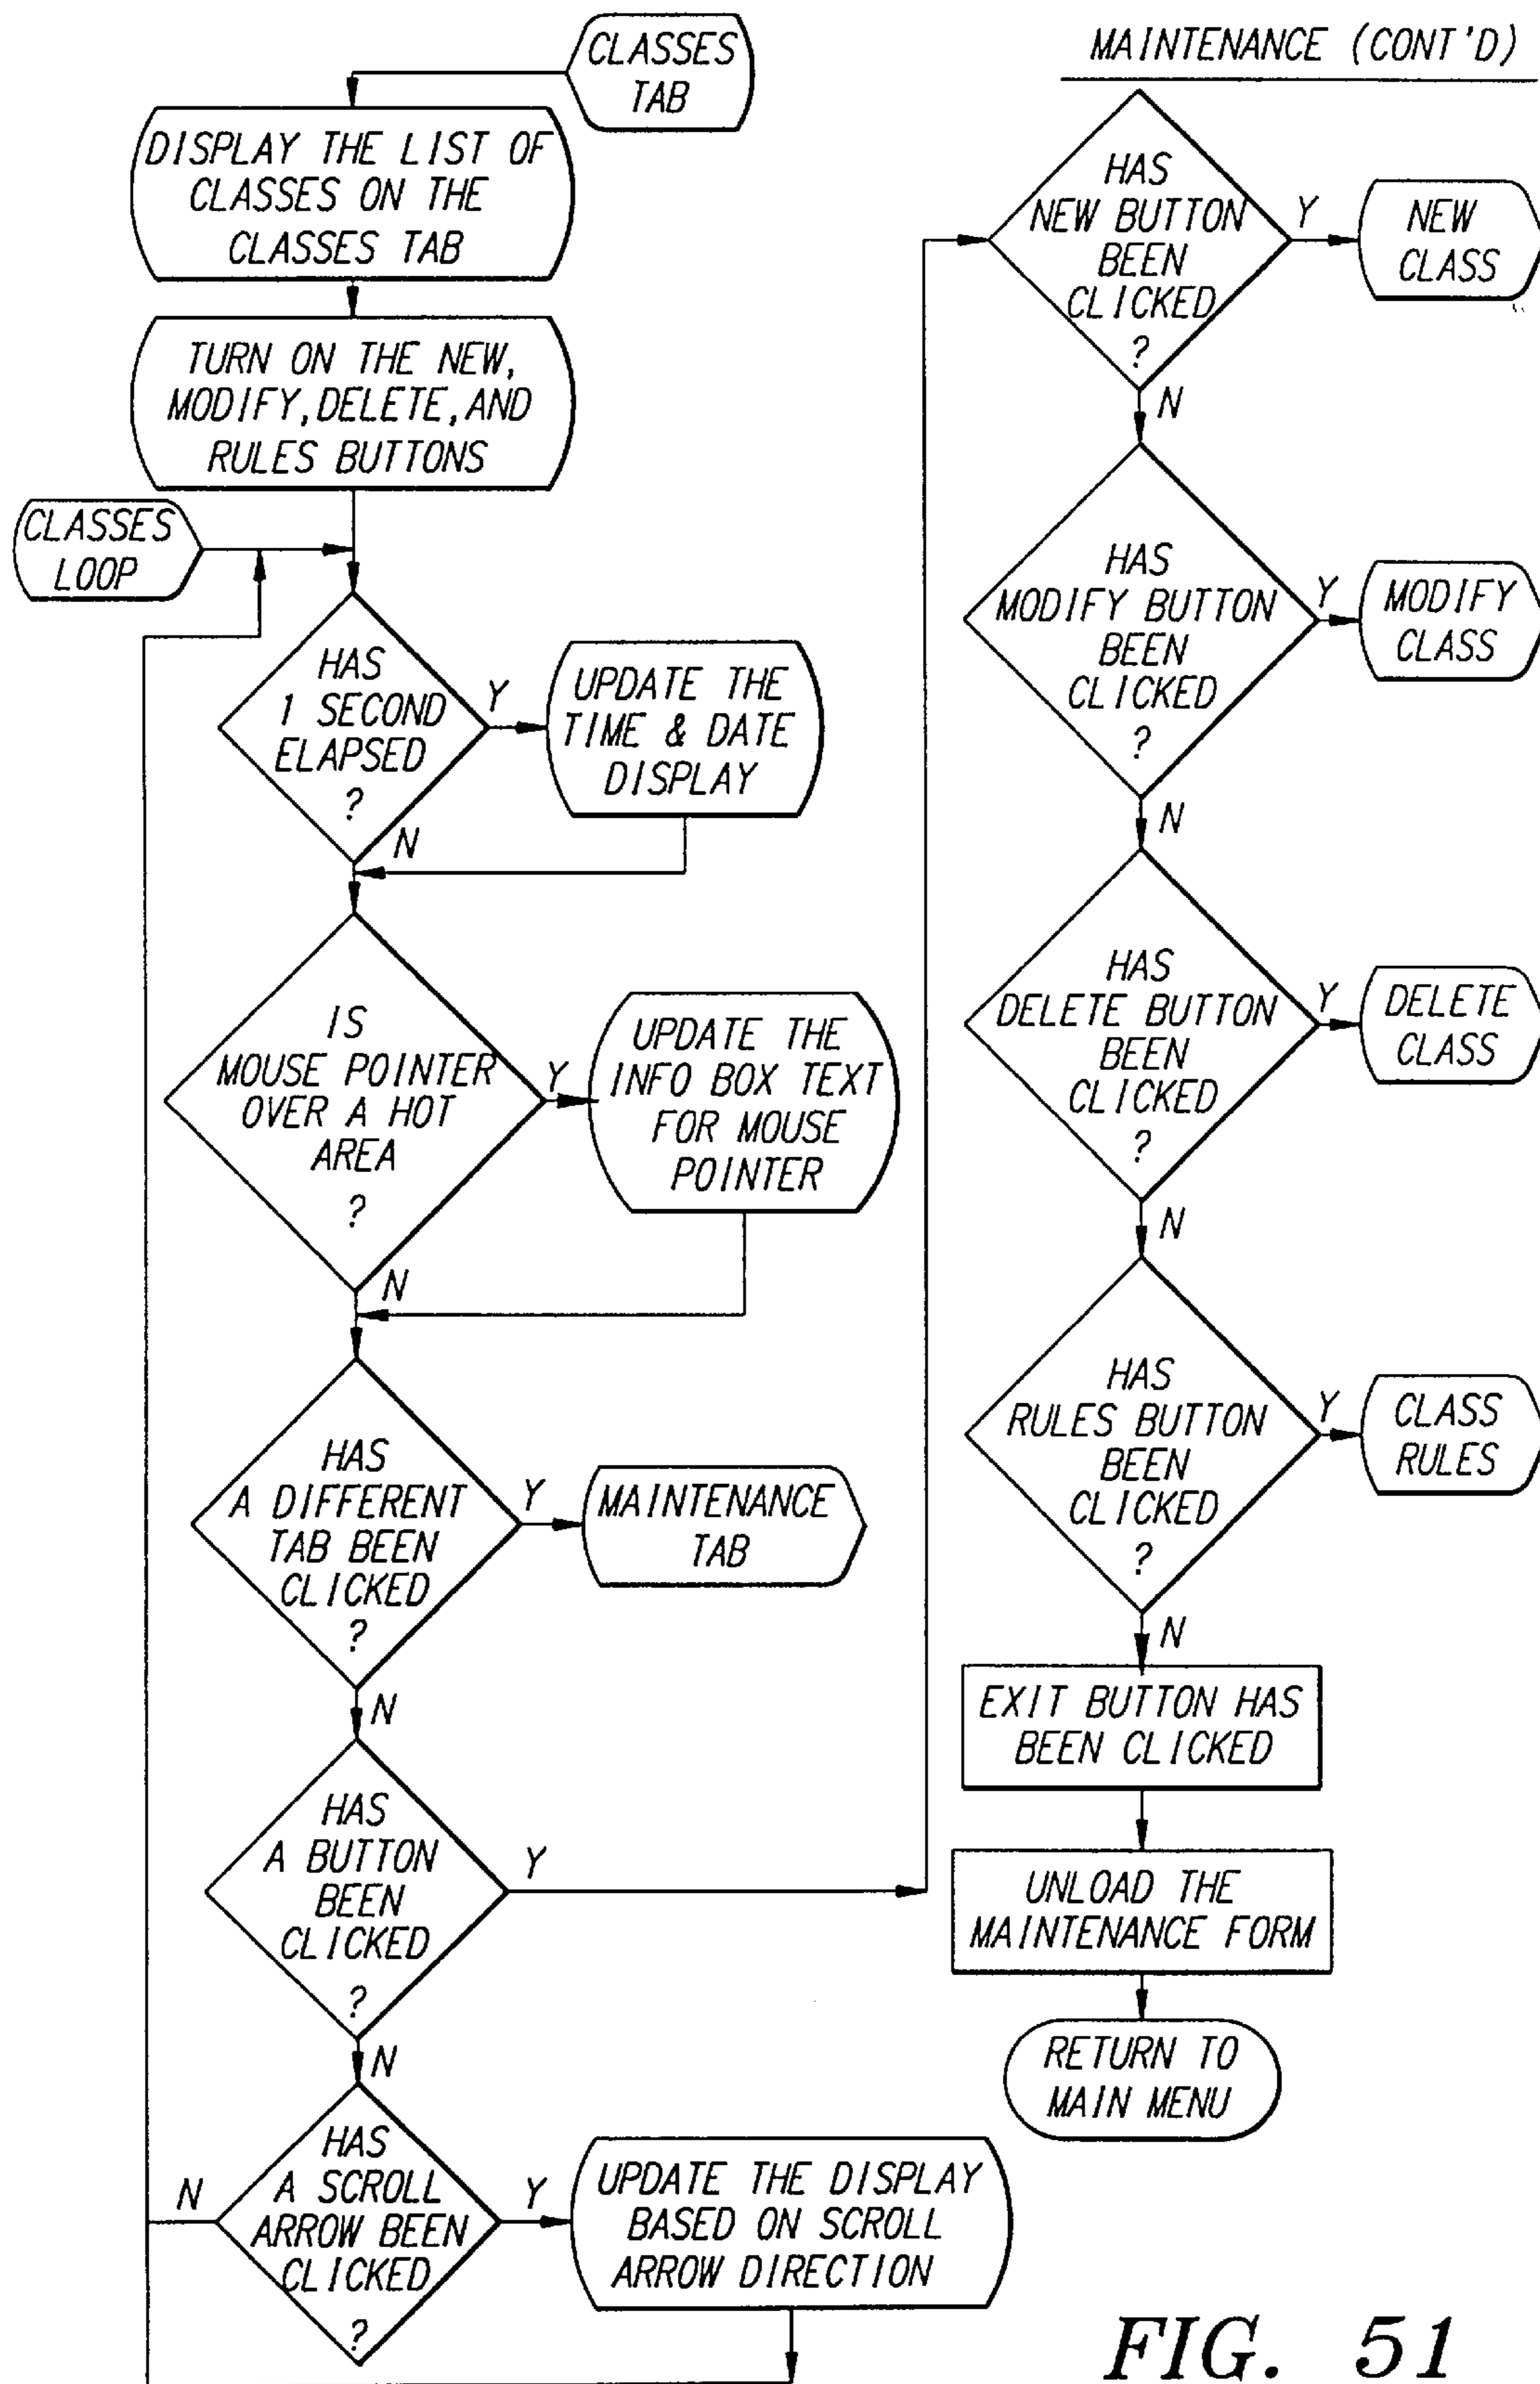 CLASSES
TAB
DISPLAY THE LIST OF
CLASSES ON THE
CLASSES TAB
TURN ON THE NEW,
MODIFY, DELETE, AND
RULES BUTTONS
CLASSES
LOOP
HAS
1 SECOND
ELAPSED
?
Y
N
UPDATE THE
TIME & DATE
DISPLAY
IS
MOUSE POINTER
OVER A HOT
AREA
?
Y
N
UPDATE THE
INFO BOX TEXT
FOR MOUSE
POINTER
HAS
A DIFFERENT
TAB BEEN
CLICKED
?
Y
N
MAINTENANCE
TAB
HAS
A BUTTON
BEEN
CLICKED
?
Y
N
HAS
A SCROLL
ARROW BEEN
CLICKED
?
N
Y
UPDATE THE DISPLAY
BASED ON SCROLL
ARROW DIRECTION
MAINTENANCE (CONT'D)
HAS
NEW BUTTON
BEEN
CLICKED
?
Y
N
NEW
CLASS
HAS
MODIFY BUTTON
BEEN
CLICKED
?
Y
N
MODIFY
CLASS
HAS
DELETE BUTTON
BEEN
CLICKED
?
Y
N
DELETE
CLASS
HAS
RULES BUTTON
BEEN
CLICKED
?
Y
N
CLASS
RULES
EXIT BUTTON HAS
BEEN CLICKED
UNLOAD THE
MAINTENANCE FORM
RETURN TO
MAIN MENU
FIG. 51